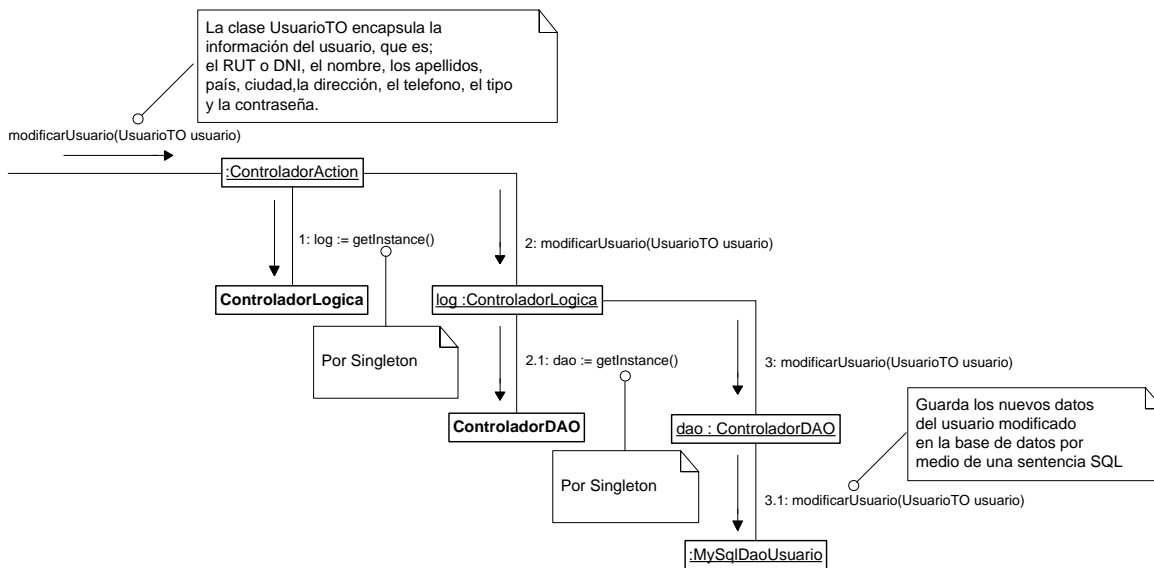 La clase UsuarioTO encapsula la
información del usuario, que es;
el RUT o DNI, el nombre, los apellidos,
país, ciudad,la dirección, el telefono, el tipo
y la contraseña.
modificarUsuario(UsuarioTO usuario)
:ControladorAction
1: log := getInstance()
2: modificarUsuario(UsuarioTO usuario)
ControladorLogica
log :ControladorLogica
Por Singleton
2.1: dao := getInstance()
3: modificarUsuario(UsuarioTO usuario)
ControladorDAO
dao : ControladorDAO
Guarda los nuevos datos
del usuario modificado
en la base de datos por
medio de una sentencia SQL
Por Singleton
3.1: modificarUsuario(UsuarioTO usuario)
:MySqlDaoUsuario